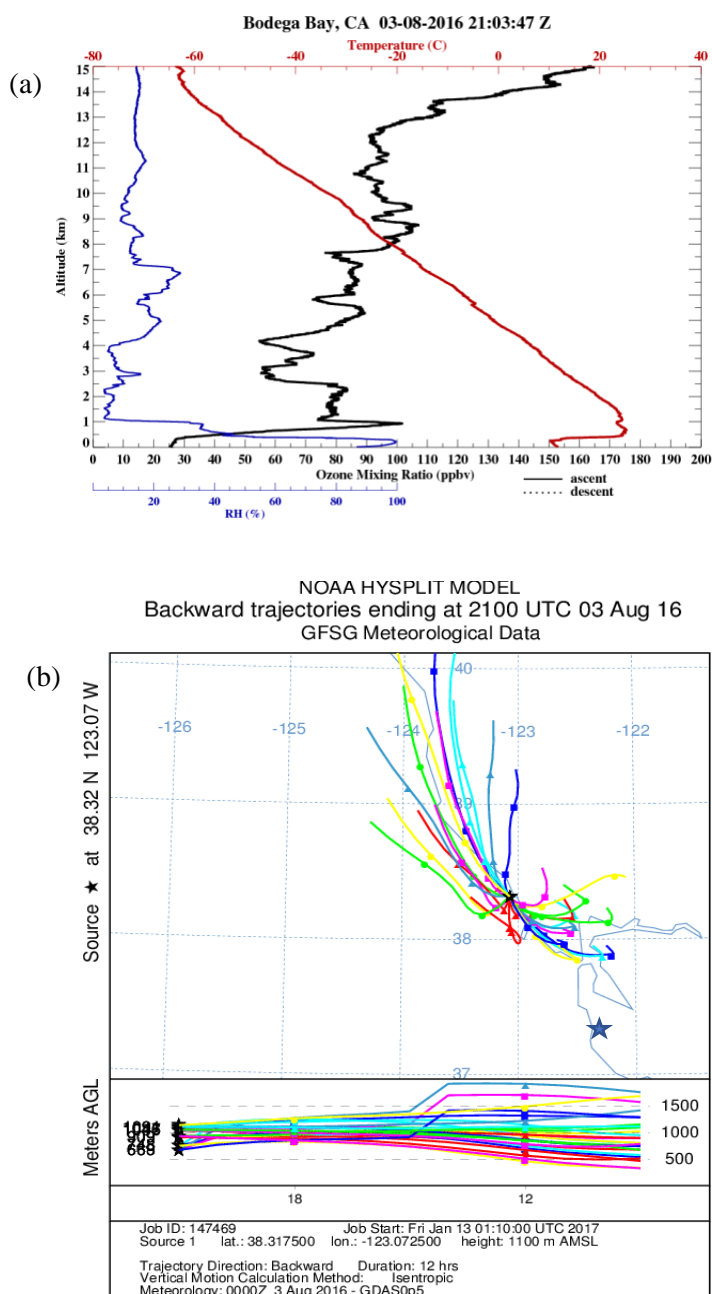 Bodega Bay, CA 03-08-2016 21:03:47 Z
Temperature (C)
-80 -60 -40 -20 0 20 40
(a)
15
14
13
12
11
10
9
8
7
6
5
4
3
2
1
0
Altitude (km)
0 10 20 30 40 50 60 70 80 90 100 110 120 130 140 150 160 170 180 190 200
Ozone Mixing Ratio (ppbv)
ascent
descent
0 20 40 60 80 100
RH (%)
NOAA HYSPLIT MODEL
Backward trajectories ending at 2100 UTC 03 Aug 16
GFSG Meteorological Data
(b)
Source ★ at 38.32 N 123.07 W
40
-126 -125 -124 -123 -122
39
38
37
Meters AGL
1500
1000
500
669
18 12
Job ID: 147469 Job Start: Fri Jan 13 01:10:00 UTC 2017
Source 1 lat.: 38.317500 lon.: -123.072500 height: 1100 m AMSL
Trajectory Direction: Backward Duration: 12 hrs
Vertical Motion Calculation Method: Isentropic
Meteorology: 0000Z 3 Aug 2016 - GDAS0p5